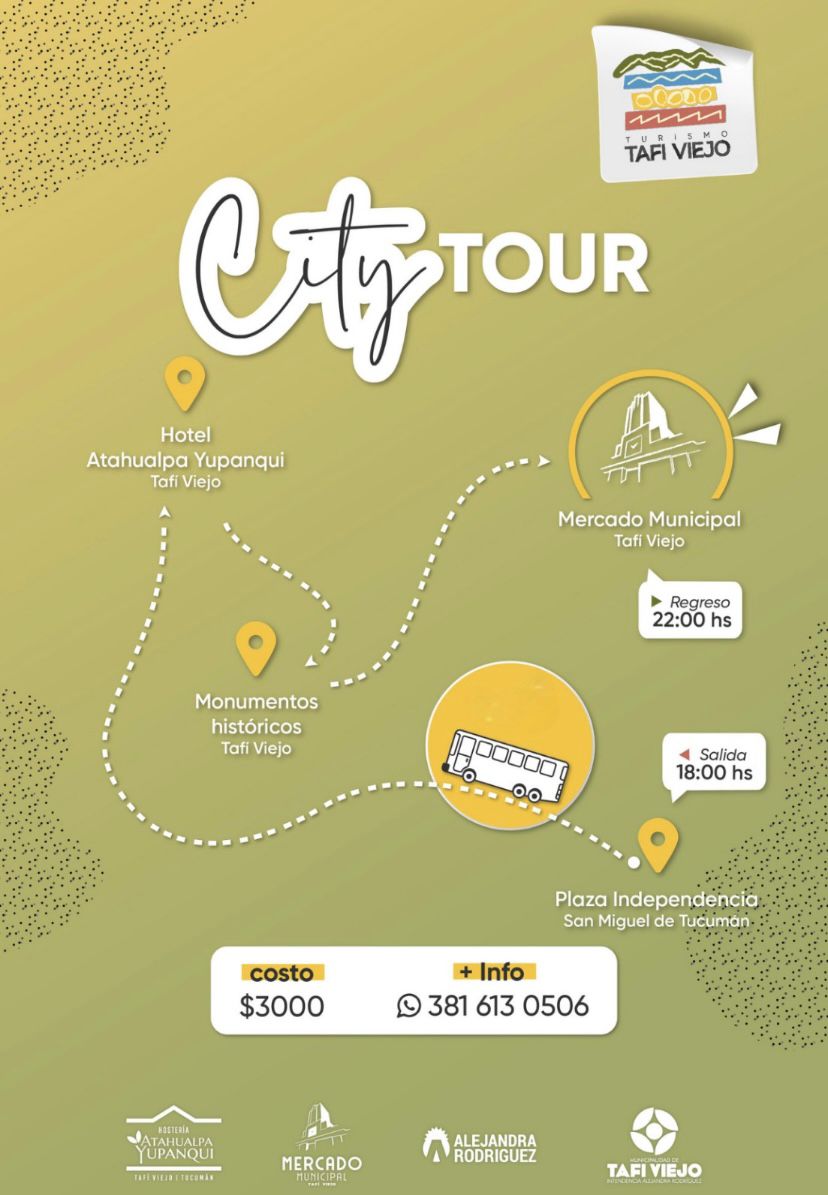 TURISMO
TAFÍ VIEJO
City TOUR
Hotel
Atahualpa Yupanqui
Tafí Viejo
Mercado Municipal
Tafí Viejo
Regreso
22:00 hs
Monumentos
históricos
Tafí Viejo
Salida
18:00 hs
Plaza Independencia
San Miguel de Tucumán
costo
$3000
+ Info
381 613 0506
HOSTERÍA
ATAHUALPA
YUPANQUI
TAFÍ VIEJO | TUCUMÁN
MERCADO
MUNICIPAL
TAFÍ VIEJO
ALEJANDRA
RODRIGUEZ
MUNICIPALIDAD DE
TAFÍ VIEJO
INTENDENCIA ALEJANDRA RODRIGUEZ